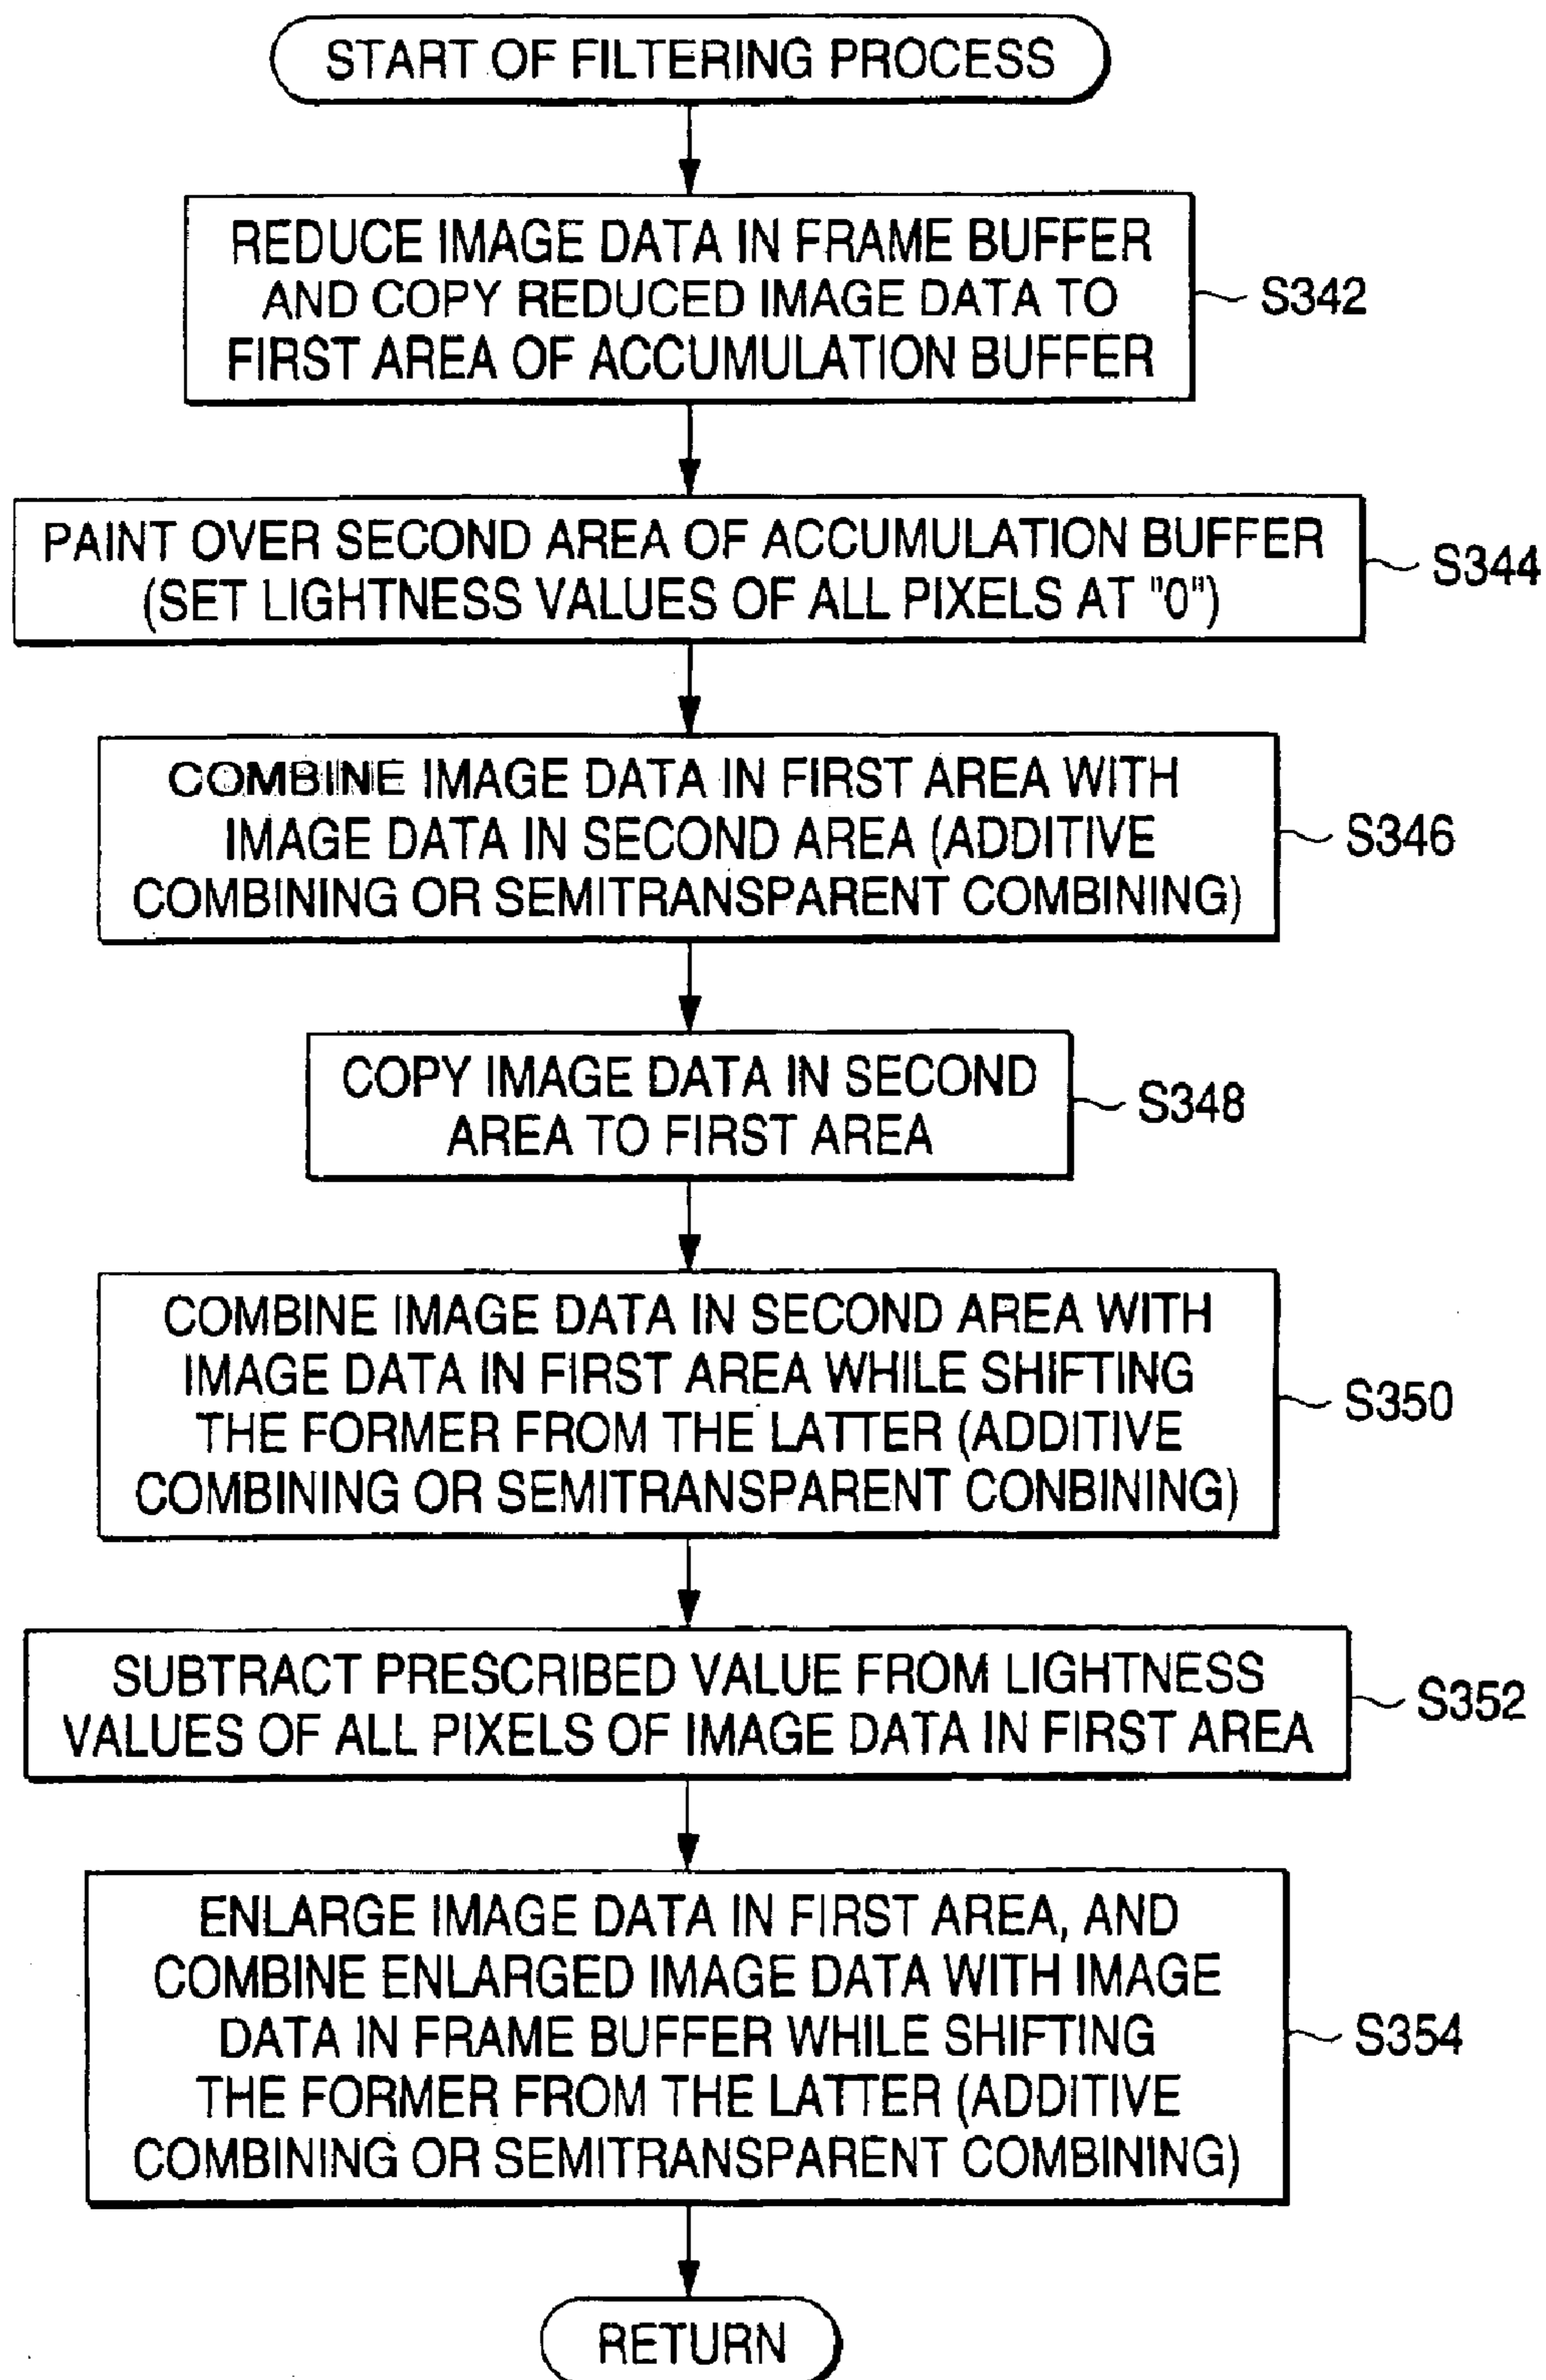 START OF FILTERING PROCESS
REDUCE IMAGE DATA IN FRAME BUFFER
AND COPY REDUCED IMAGE DATA TO
FIRST AREA OF ACCUMULATION BUFFER
S342
PAINT OVER SECOND AREA OF ACCUMULATION BUFFER
(SET LIGHTNESS VALUES OF ALL PIXELS AT "0")
S344
COMBINE IMAGE DATA IN FIRST AREA WITH
IMAGE DATA IN SECOND AREA (ADDITIVE
COMBINING OR SEMITRANSPARENT COMBINING)
S346
COPY IMAGE DATA IN SECOND
AREA TO FIRST AREA
S348
COMBINE IMAGE DATA IN SECOND AREA WITH
IMAGE DATA IN FIRST AREA WHILE SHIFTING
THE FORMER FROM THE LATTER (ADDITIVE
COMBINING OR SEMITRANSPARENT CONBINING)
S350
SUBTRACT PRESCRIBED VALUE FROM LIGHTNESS
VALUES OF ALL PIXELS OF IMAGE DATA IN FIRST AREA
S352
ENLARGE IMAGE DATA IN FIRST AREA, AND
COMBINE ENLARGED IMAGE DATA WITH IMAGE
DATA IN FRAME BUFFER WHILE SHIFTING
THE FORMER FROM THE LATTER (ADDITIVE
COMBINING OR SEMITRANSPARENT COMBINING)
S354
RETURN